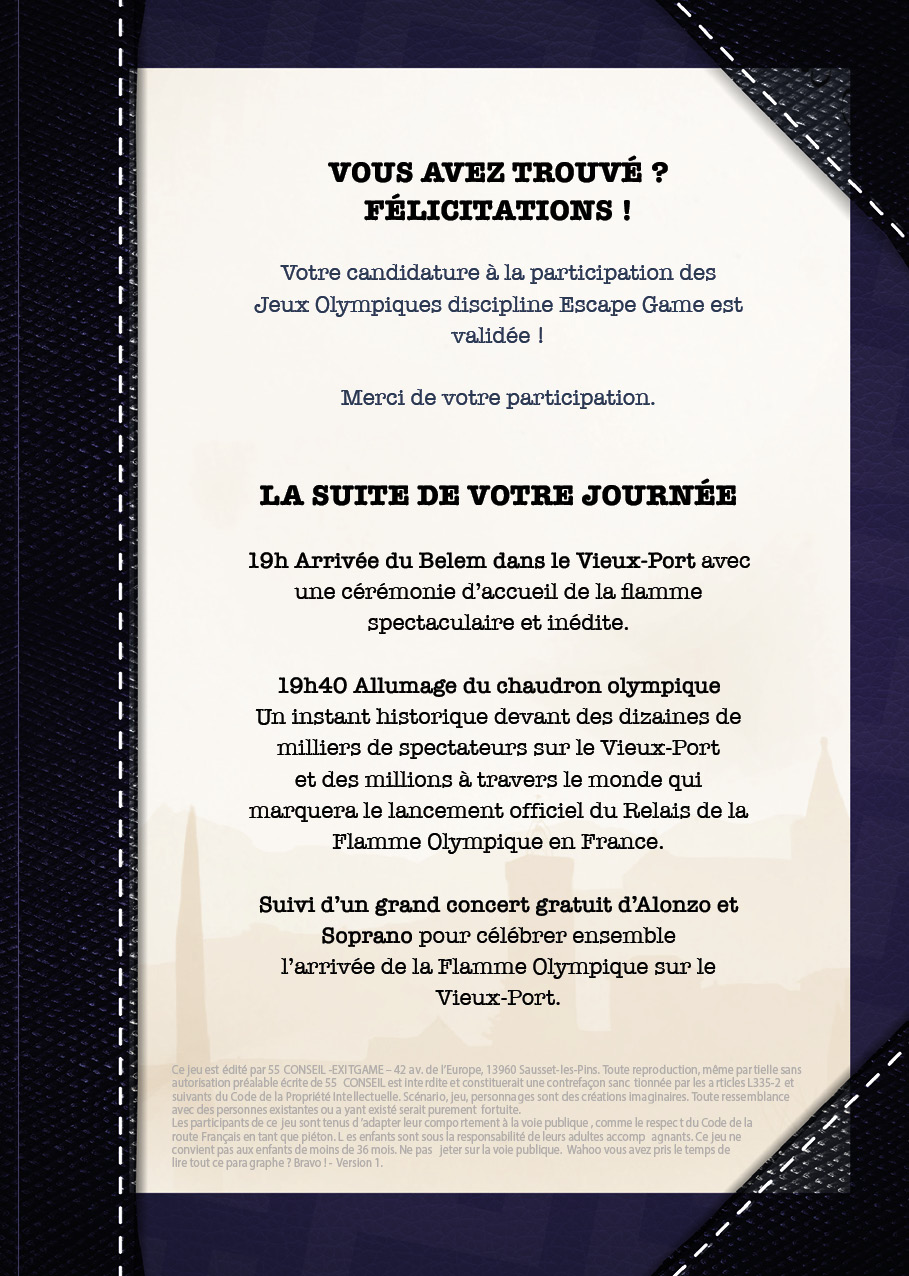 VOUS AVEZ TROUVÉ ?
FÉLICITATIONS !
Votre candidature à la participation des
Jeux Olympiques discipline Escape Game est
validée !
Merci de votre participation.
LA SUITE DE VOTRE JOURNÉE
19h Arrivée du Belem dans le Vieux-Port avec
une cérémonie d’accueil de la flamme
spectaculaire et inédite.
19h40 Allumage du chaudron olympique
Un instant historique devant des dizaines de
milliers de spectateurs sur le Vieux-Port
et des millions à travers le monde qui
marquera le lancement officiel du Relais de la
Flamme Olympique en France.
Suivi d’un grand concert gratuit d’Alonzo et
Soprano pour célébrer ensemble
l’arrivée de la Flamme Olympique sur le
Vieux-Port.
Ce jeu est édité par 55 CONSEIL -EXITGAME – 42 av. de l’Europe, 13960 Sausset-les-Pins. Toute reproduction, même partielle sans
autorisation préalable écrite de 55 CONSEIL est interdite et constituerait une contrefaçon sanctionnée par les articles L335-2 et
suivants du Code de la Propriété Intellectuelle. Scénario, jeu, personnages sont des créations imaginaires. Toute ressemblance
avec des personnes existantes ou ayant existé serait purement fortuite.
Les participants de ce jeu sont tenus d’adapter leur comportement à la voie publique, comme le respect du Code de la
route Français en tant que piéton. Les enfants sont sous la responsabilité de leurs adultes accompagnants. Ce jeu ne
convient pas aux enfants de moins de 36 mois. Ne pas jeter sur la voie publique. Wahoo vous avez pris le temps de
lire tout ce paragraphe ? Bravo ! - Version 1.